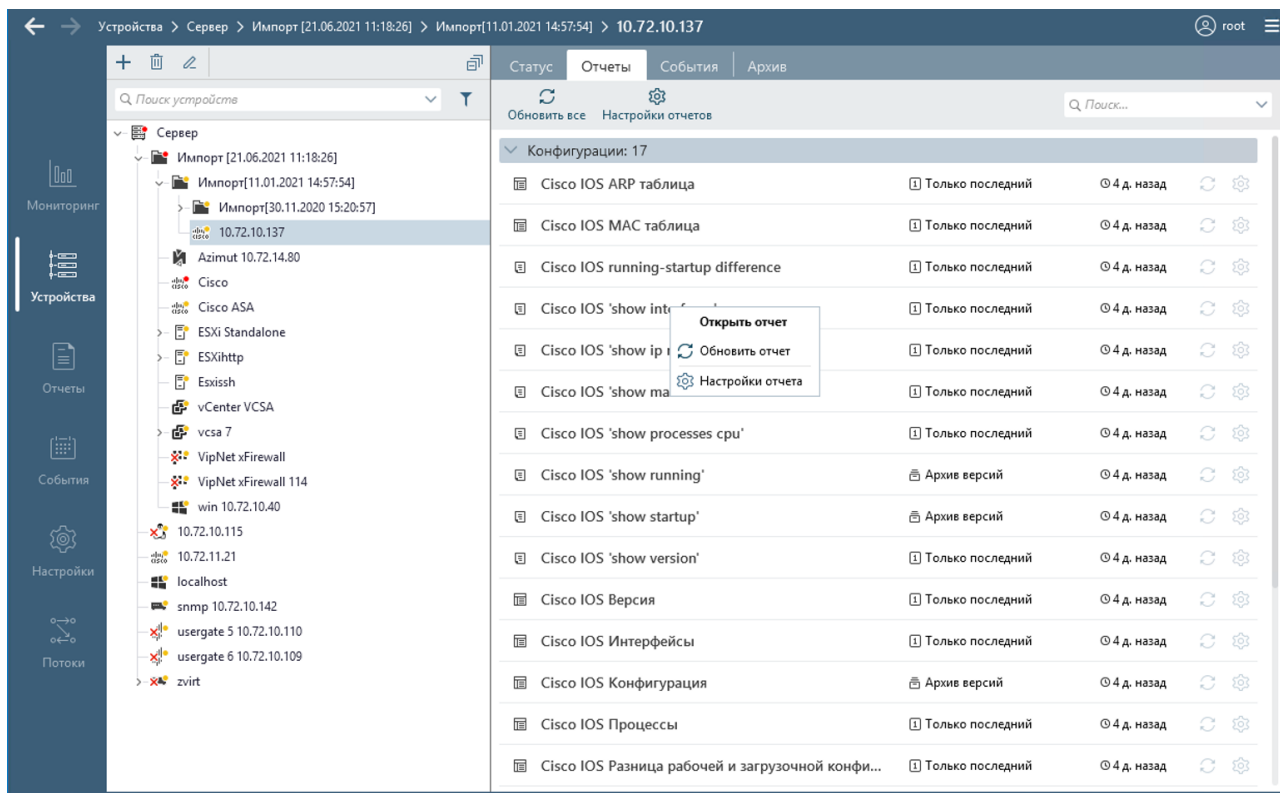 Устройства > Сервер > Импорт [21.06.2021 11:18:26] > Импорт[11.01.2021 14:57:54] > 10.72.10.137
root
Мониторинг
Устройства
Отчеты
События
Настройки
Потоки
Поиск устройств
Сервер
Импорт [21.06.2021 11:18:26]
Импорт[11.01.2021 14:57:54]
Импорт[30.11.2020 15:20:57]
10.72.10.137
Azimut 10.72.14.80
Cisco
Cisco ASA
ESXi Standalone
ESXihttp
Esxissh
vCenter VCSA
vcsa 7
VipNet xFirewall
VipNet xFirewall 114
win 10.72.10.40
10.72.10.115
10.72.11.21
localhost
snmp 10.72.10.142
usergate 5 10.72.10.110
usergate 6 10.72.10.109
zvirt
Статус Отчеты События Архив
Обновить все Настройки отчетов
Поиск...
Конфигурации: 17
Cisco IOS ARP таблица 1 Только последний 4 д. назад
Cisco IOS MAC таблица 1 Только последний 4 д. назад
Cisco IOS running-startup difference 1 Только последний 4 д. назад
Cisco IOS 'show 1 Только последний 4 д. назад
Cisco IOS 'show ip 1 Только последний 4 д. назад
Cisco IOS 'show ma 1 Только последний 4 д. назад
Открыть отчет
Обновить отчет
Настройки отчета
Cisco IOS 'show processes cpu' 1 Только последний 4 д. назад
Cisco IOS 'show running' Архив версий 4 д. назад
Cisco IOS 'show startup' Архив версий 4 д. назад
Cisco IOS 'show version' 1 Только последний 4 д. назад
Cisco IOS Версия 1 Только последний 4 д. назад
Cisco IOS Интерфейсы 1 Только последний 4 д. назад
Cisco IOS Конфигурация Архив версий 4 д. назад
Cisco IOS Процессы 1 Только последний 4 д. назад
Cisco IOS Разница рабочей и загрузочной конфи... 1 Только последний 4 д. назад